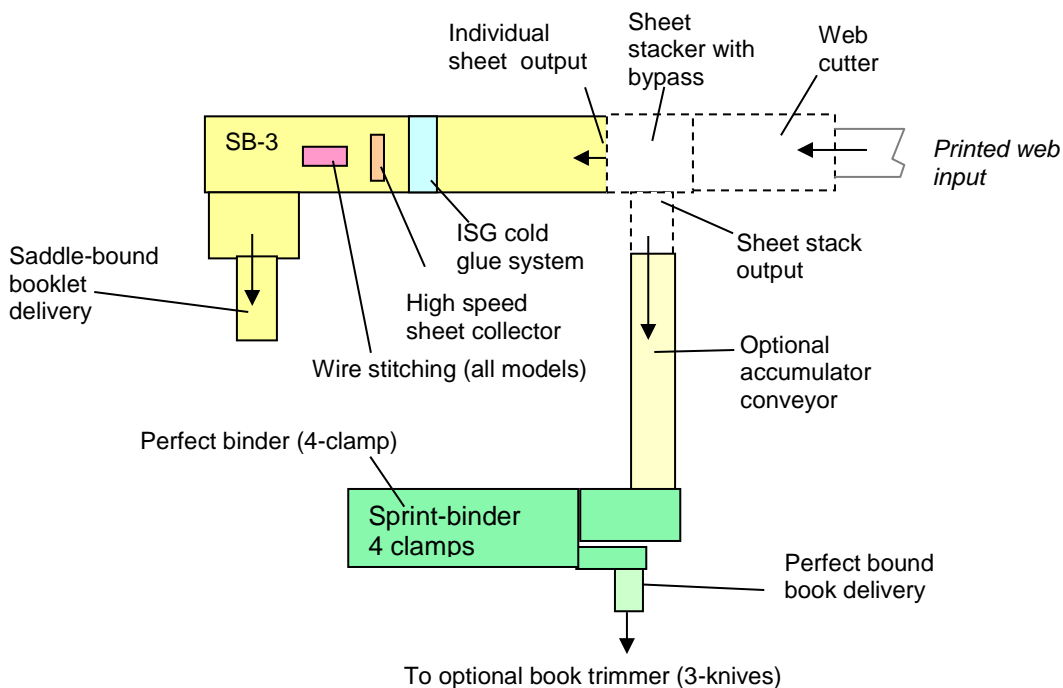 Individual
sheet output
Sheet
stacker with
bypass
Web
cutter
SB-3
Printed web
input
Saddle-bound
booklet
delivery
ISG cold
glue system
Sheet stack
output
High speed
sheet collector
Wire stitching (all models)
Optional
accumulator
conveyor
Perfect binder (4-clamp)
Sprint-binder
4 clamps
Perfect bound
book delivery
To optional book trimmer (3-knives)